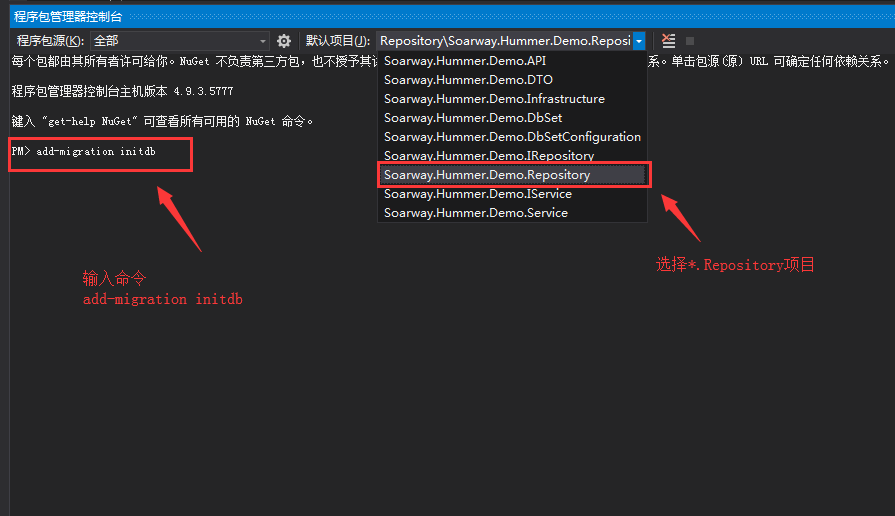 程序包管理器控制台
程序包源(K): 全部 默认项目(J): Repository\Soarway.Hummer.Demo.Reposi
每个包都由其所有者许可给你。NuGet 不负责第三方包，也不授予其 系。单击包源(原) URL 可确定任何依赖关系。
程序包管理器控制台主机版本 4.9.3.5777
键入 "get-help NuGet" 可查看所有可用的 NuGet 命令。
PM> add-migration initdb
Soarway.Hummer.Demo.API
Soarway.Hummer.Demo.DTO
Soarway.Hummer.Demo.Infrastructure
Soarway.Hummer.Demo.DbSet
Soarway.Hummer.Demo.DbSetConfiguration
Soarway.Hummer.Demo.IRepository
Soarway.Hummer.Demo.Repository
Soarway.Hummer.Demo.IService
Soarway.Hummer.Demo.Service
输入命令
add-migration initdb
选择*.Repository项目